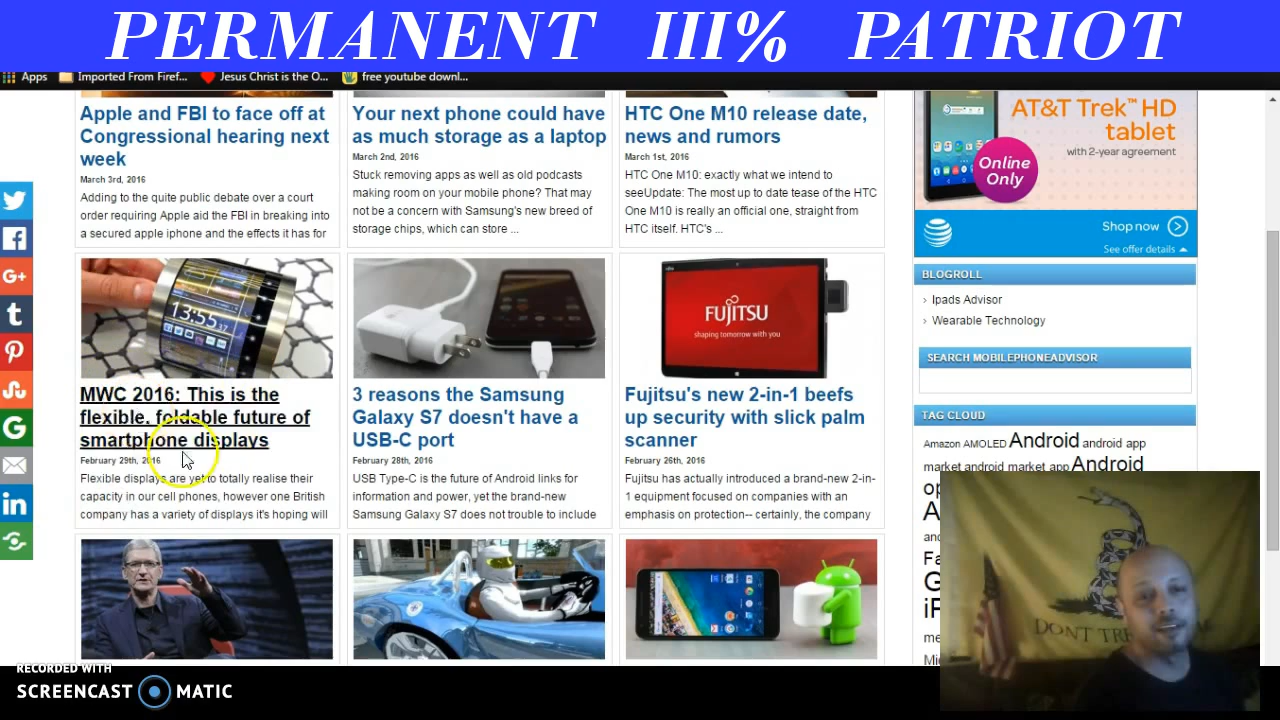 PERMANENT III% PATRIOT
Apps Imported From Firef... Jesus Christ is the O... free youtube downl...
Apple and FBI to face off at
Congressional hearing next
week
March 3rd, 2016
Adding to the quite public debate over a court
order requiring Apple aid the FBI in breaking into
a secured apple iphone and the effects it has for
Your next phone could have
as much storage as a laptop
March 2nd, 2016
Stuck removing apps as well as old podcasts
making room on your mobile phone? That may
not be a concern with Samsung's new breed of
storage chips, which can store ...
HTC One M10 release date,
news and rumors
March 1st, 2016
HTC One M10: exactly what we intend to
seeUpdate: The most up to date tease of the HTC
One M10 is really an official one, straight from
HTC itself. HTC's ...
13:55
MWC 2016: This is the
flexible, foldable future of
smartphone displays
February 29th, 2016
Flexible displays are yet to totally realise their
capacity in our cell phones, however one British
company has a variety of displays it's hoping will
3 reasons the Samsung
Galaxy S7 doesn't have a
USB-C port
February 28th, 2016
USB Type-C is the future of Android links for
information and power, yet the brand-new
Samsung Galaxy S7 does not trouble to include
FUJITSU
shaping tomorrow with you
Fujitsu's new 2-in-1 beefs
up security with slick palm
scanner
February 26th, 2016
Fujitsu has actually introduced a brand-new 2-in-
1 equipment focused on companies with an
emphasis on protection-- certainly, the company
AT&T Trek™ HD
tablet
with 2-year agreement
Online
Only
Shop now
See offer details
BLOGROLL
Ipads Advisor
Wearable Technology
SEARCH MOBILEPHONEADVISOR
TAG CLOUD
Amazon AMOLED Android android app
market android market app Android
DONT TRE
RECORDED WITH
SCREENCAST MATIC